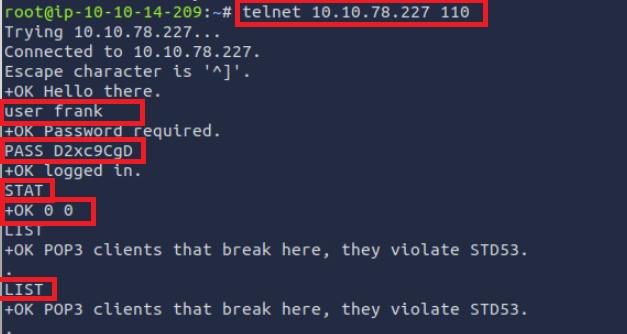 root@ip-10-10-14-209:~# telnet 10.10.78.227 110
Trying 10.10.78.227...
Connected to 10.10.78.227.
Escape character is '^]'.
+OK Hello there.
user frank
+OK Password required.
PASS D2xc9CgD
+OK logged in.
STAT
+OK 0 0
LIST
+OK POP3 clients that break here, they violate STD53.
.
LIST
+OK POP3 clients that break here, they violate STD53.
.